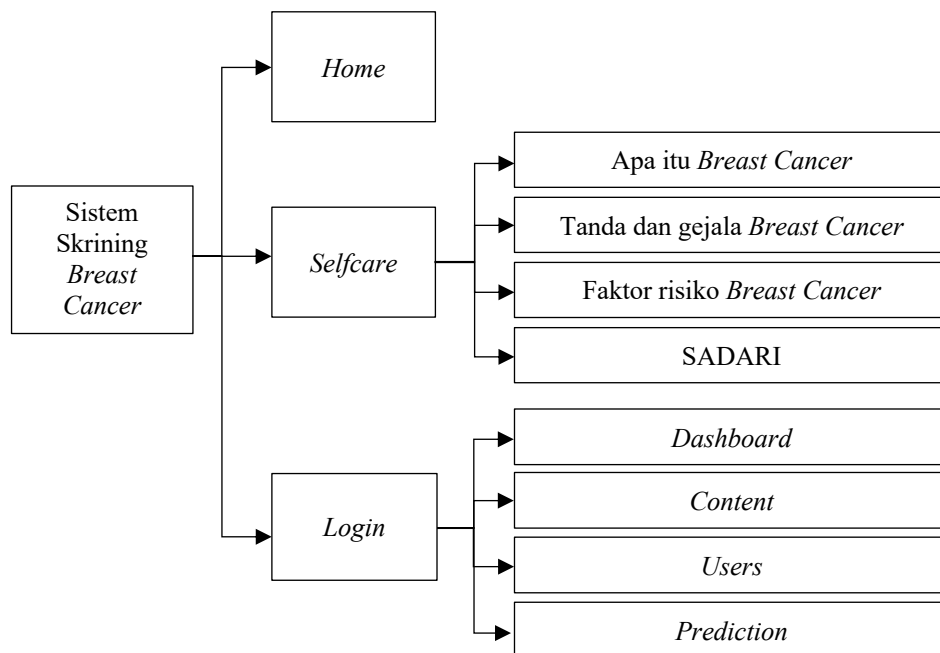 Home
Sistem
Skrining
Breast
Cancer
Selfcare
Apa itu Breast Cancer
Tanda dan gejala Breast Cancer
Faktor risiko Breast Cancer
SADARI
Login
Dashboard
Content
Users
Prediction